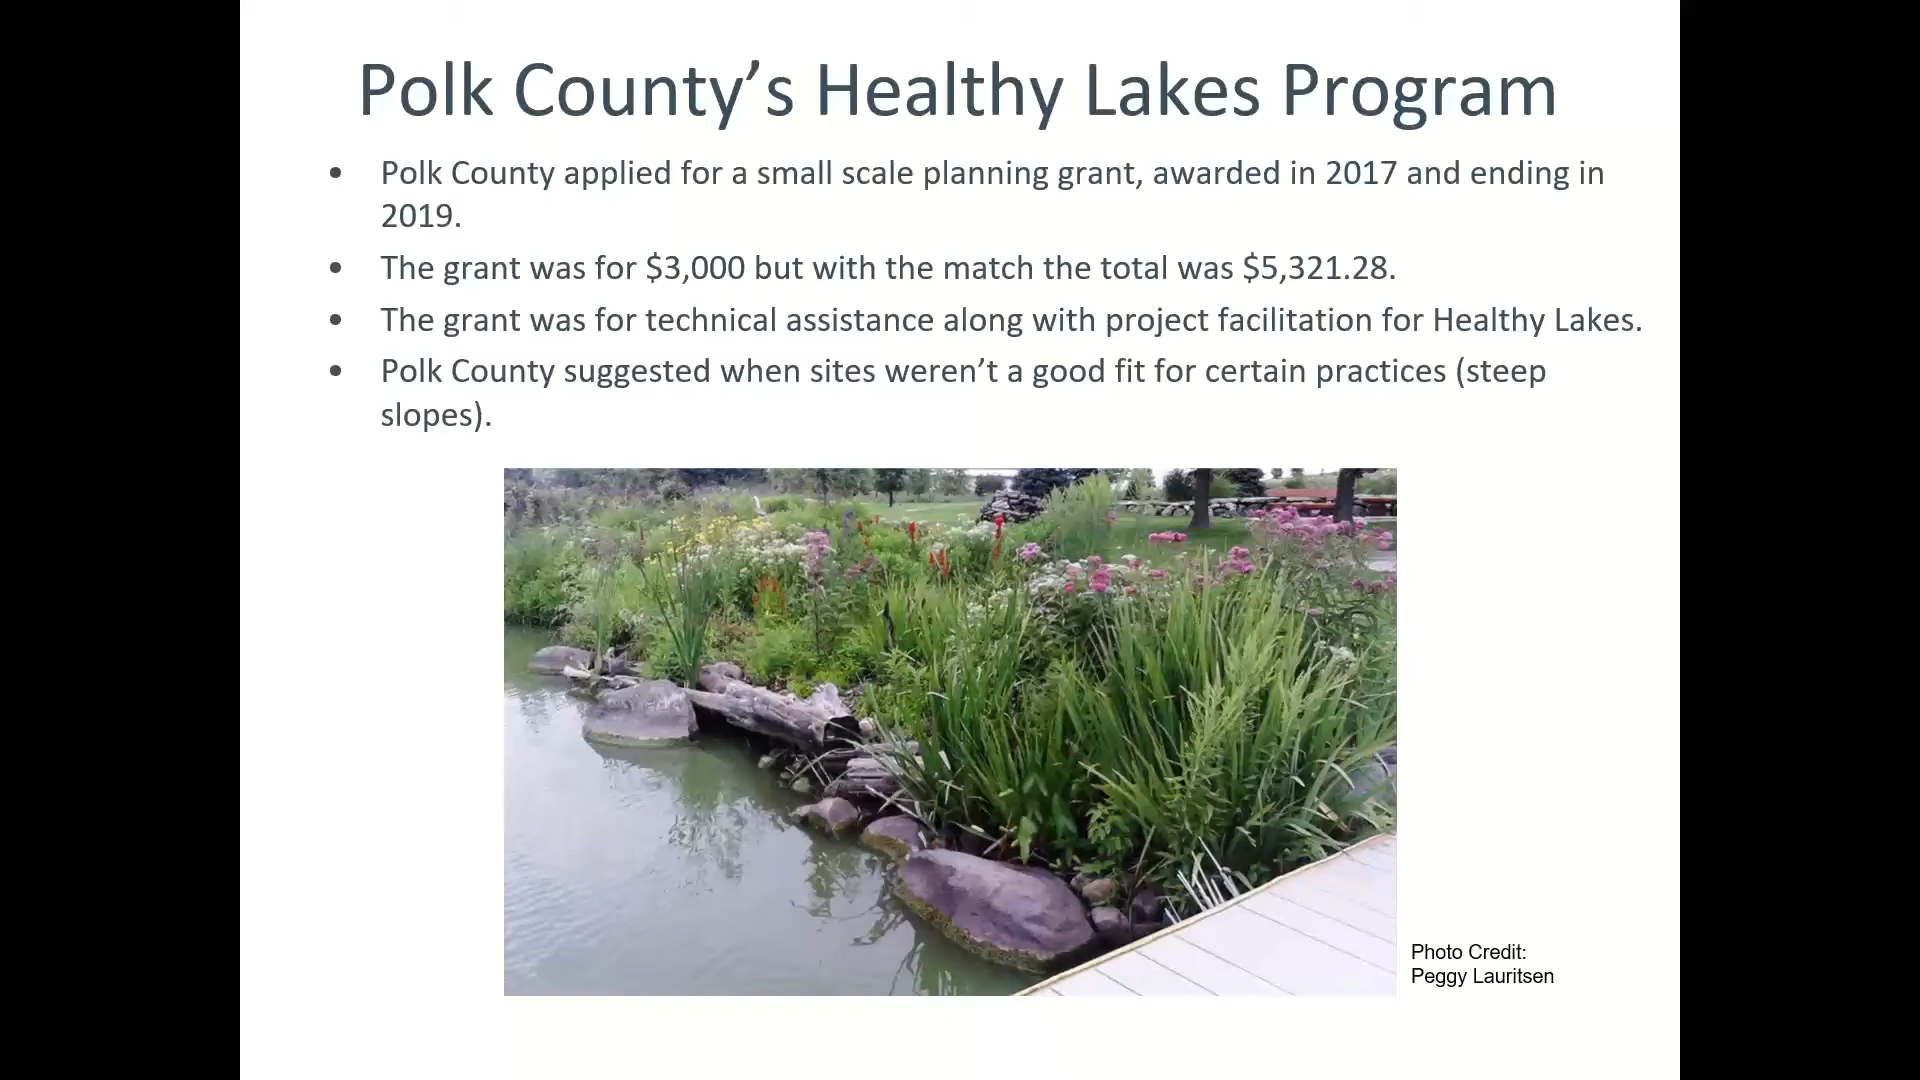 Polk County’s Healthy Lakes Program
• Polk County applied for a small scale planning grant, awarded in 2017 and ending in
2019.
• The grant was for $3,000 but with the match the total was $5,321.28.
• The grant was for technical assistance along with project facilitation for Healthy Lakes.
• Polk County suggested when sites weren’t a good fit for certain practices (steep
slopes).
Photo Credit:
Peggy Lauritsen